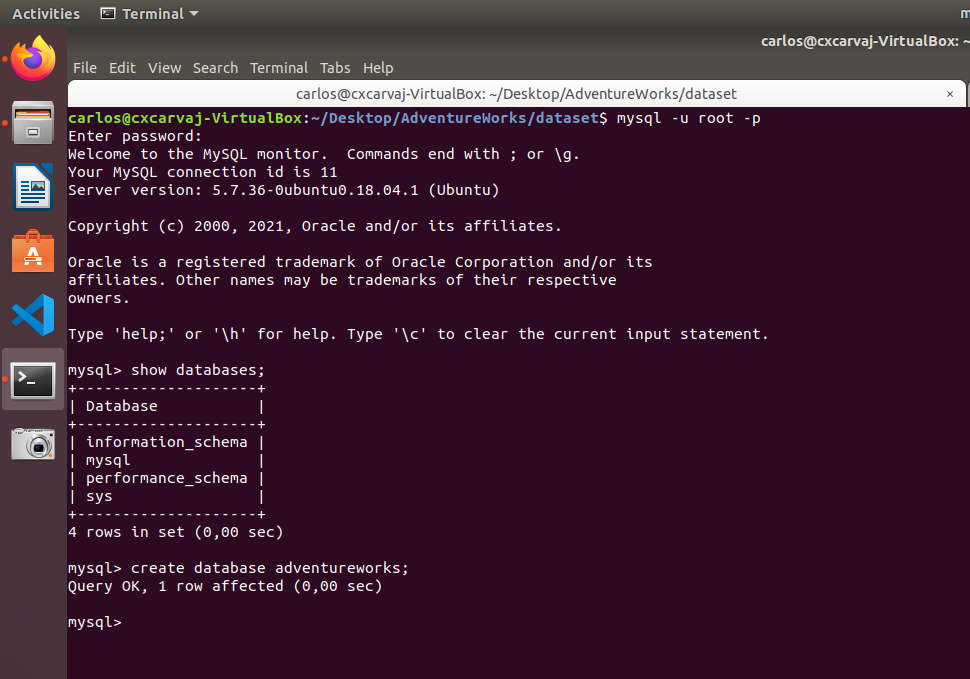 Activities Terminal
carlos@cxcarvaj-VirtualBox: ~
File Edit View Search Terminal Tabs Help
carlos@cxcarvaj-VirtualBox: ~/Desktop/AdventureWorks/dataset ×
carlos@cxcarvaj-VirtualBox:~/Desktop/AdventureWorks/dataset$ mysql -u root -p
Enter password:
Welcome to the MySQL monitor.  Commands end with ; or \g.
Your MySQL connection id is 11
Server version: 5.7.36-0ubuntu0.18.04.1 (Ubuntu)
Copyright (c) 2000, 2021, Oracle and/or its affiliates.
Oracle is a registered trademark of Oracle Corporation and/or its
affiliates. Other names may be trademarks of their respective
owners.
Type 'help;' or '\h' for help. Type '\c' to clear the current input statement.
mysql> show databases;
+--------------------+
| Database           |
+--------------------+
| information_schema |
| mysql              |
| performance_schema |
| sys                |
+--------------------+
4 rows in set (0,00 sec)
mysql> create database adventureworks;
Query OK, 1 row affected (0,00 sec)
mysql>